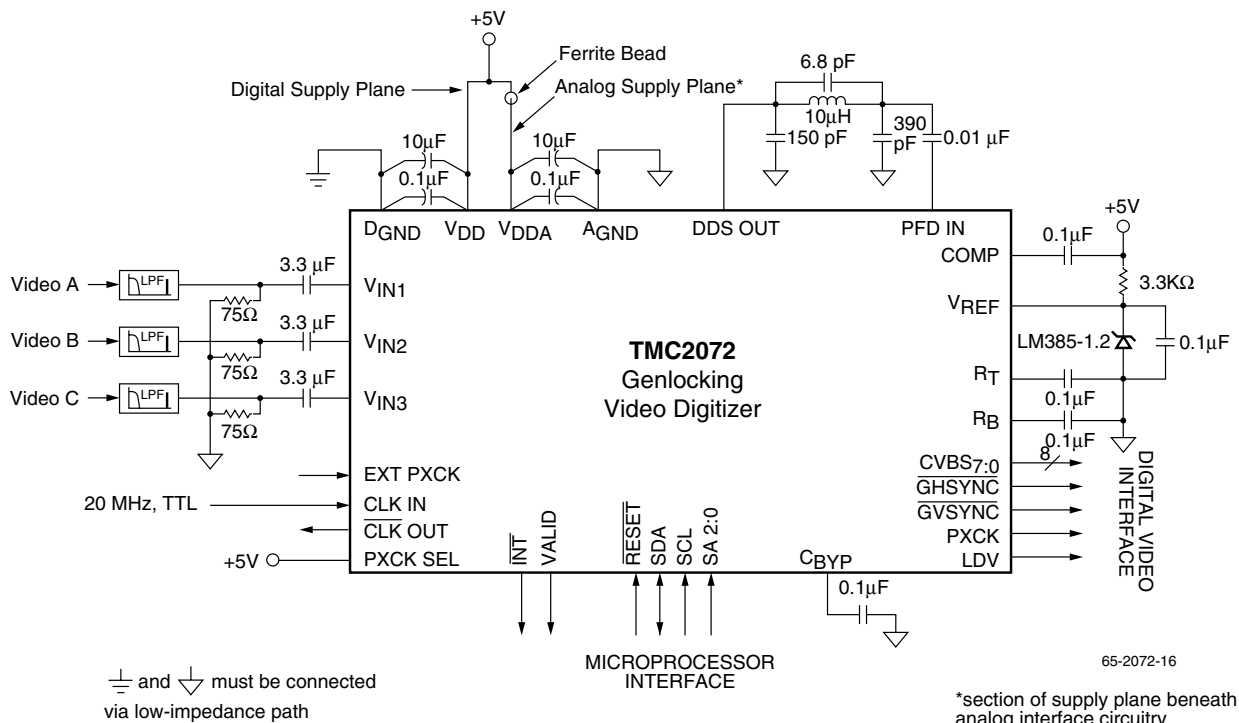 +5V
Ferrite Bead
Digital Supply Plane
Analog Supply Plane*
6.8 pF
10μH
150 pF
390
pF
0.01 μF
10μF
10μF
0.1μF
0.1μF
DGND
VDD
VDDA
AGND
DDS OUT
PFD IN
+5V
COMP
0.1μF
3.3KΩ
VREF
LM385-1.2
0.1μF
RT
0.1μF
RB
0.1μF
Video A
LPF
3.3 μF
VIN1
75Ω
Video B
LPF
3.3 μF
VIN2
75Ω
Video C
LPF
3.3 μF
VIN3
75Ω
TMC2072
Genlocking
Video Digitizer
EXT PXCK
20 MHz, TTL
CLK IN
CLK OUT
+5V
PXCK SEL
INT
VALID
RESET
SDA
SCL
SA 2:0
MICROPROCESSOR
INTERFACE
CBYP
0.1μF
CVBS7:0
8
GHSYNC
GVSYNC
PXCK
LDV
DIGITAL VIDEO
INTERFACE
65-2072-16
and must be connected
via low-impedance path
*section of supply plane beneath
analog interface circuitry